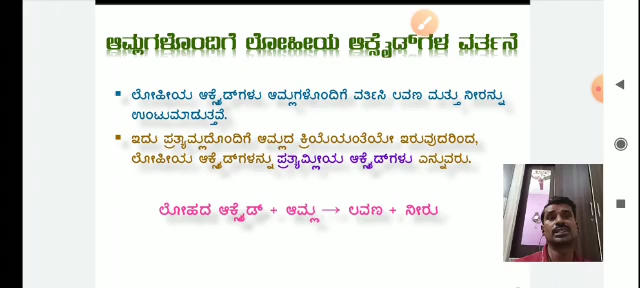 ಆಮ್ಲಗಳೊಂದಿಗೆ ಲೋಹೀಯ ಆಕ್ಸೈಡ್‌ಗಳ ವರ್ತನೆ
ಲೋಹೀಯ ಆಕ್ಸೈಡ್‌ಗಳು ಆಮ್ಲಗಳೊಂದಿಗೆ ವರ್ತಿಸಿ ಲವಣ ಮತ್ತು ನೀರನ್ನು
ಉಂಟುಮಾಡುತ್ತವೆ.
ಇದು ಪ್ರತ್ಯಾಮ್ಲದೊಂದಿಗೆ ಆಮ್ಲದ ಕ್ರಿಯೆಯಂತೆಯೇ ಇರುವುದರಿಂದ,
ಲೋಹೀಯ ಆಕ್ಸೈಡ್‌ಗಳನ್ನು ಪ್ರತ್ಯಾಮ್ಲೀಯ ಆಕ್ಸೈಡ್‌ಗಳು ಎನ್ನುವರು.
ಲೋಹದ ಆಕ್ಸೈಡ್ + ಆಮ್ಲ → ಲವಣ + ನೀರು